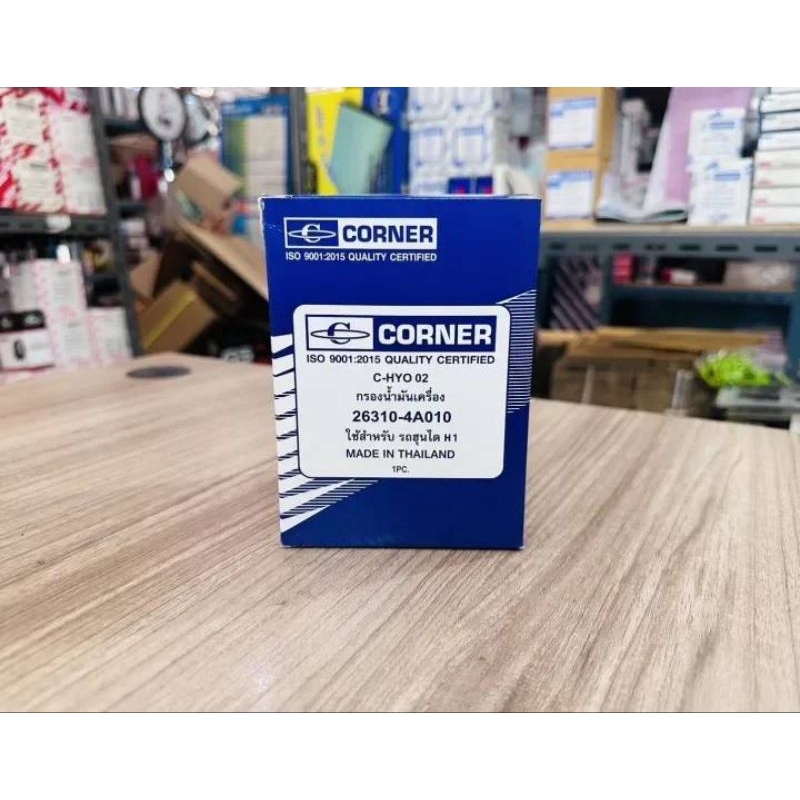 CORNER
ISO 9001:2015 QUALITY CERTIFIED
CORNER
ISO 9001:2015 QUALITY CERTIFIED
C-HYO 02
กรองน้ำมันเครื่อง
26310-4A010
ใช้สำหรับ รถฮุนได H1
MADE IN THAILAND
1PC.